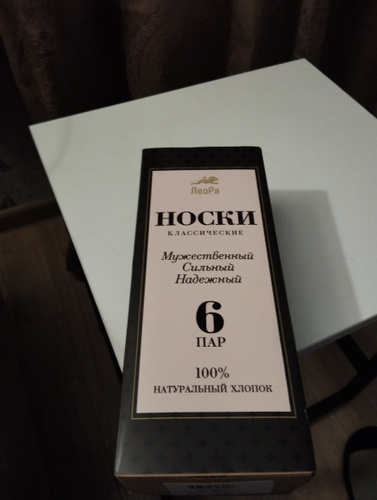 ЛеоРа
НОСКИ
КЛАССИЧЕСКИЕ
Мужественный
Сильный
Надежный
6
ПАР
100%
НАТУРАЛЬНЫЙ ХЛОПОК